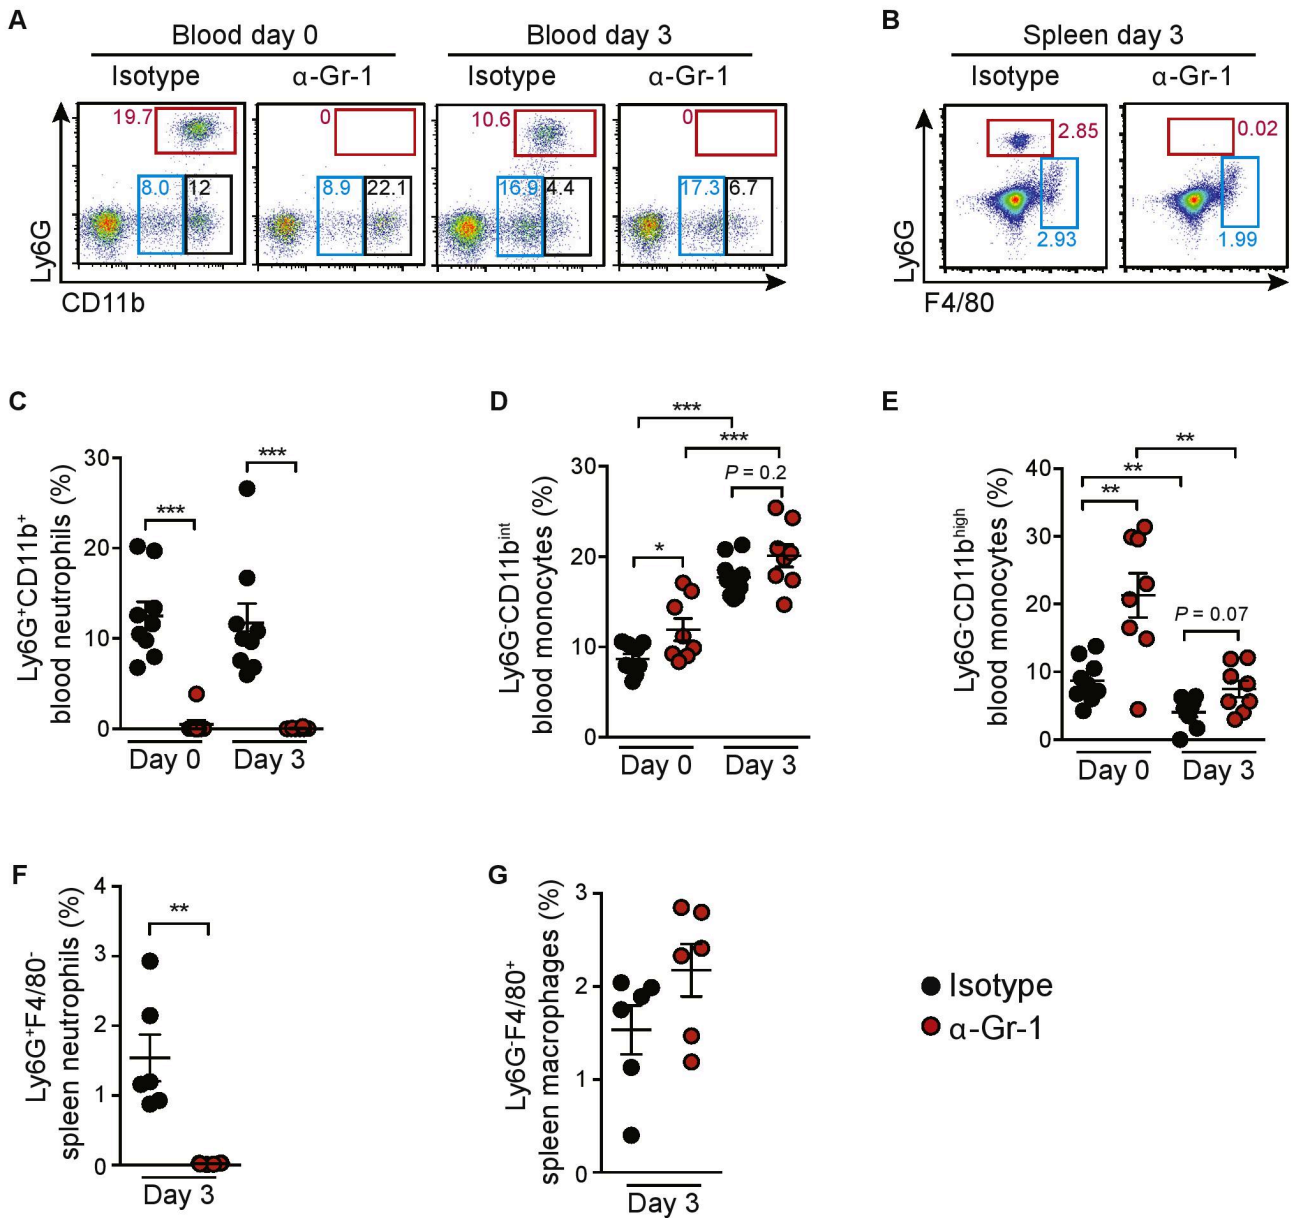 A
Blood day 0
Blood day 3
Isotype
α-Gr-1
Isotype
α-Gr-1
19.7
0
10.6
0
8.0
12
8.9
22.1
16.9
4.4
17.3
6.7
Ly6G
CD11b
B
Spleen day 3
Isotype
α-Gr-1
2.85
0.02
2.93
1.99
Ly6G
F4/80
C
Ly6G⁺CD11b⁺
blood neutrophils (%)
30
20
10
0
***
***
Day 0
Day 3
D
Ly6G⁻CD11bⁱⁿᵗ
blood monocytes (%)
30
20
10
0
***
***
P = 0.2
*
Day 0
Day 3
E
Ly6G⁻CD11bʰⁱᵍʰ
blood monocytes (%)
40
30
20
10
0
**
**
**
P = 0.07
Day 0
Day 3
F
Ly6G⁺F4/80⁻
spleen neutrophils (%)
4
3
2
1
0
**
Day 3
G
Ly6G⁻F4/80⁺
spleen macrophages (%)
3
2
1
0
Day 3
Isotype
α-Gr-1